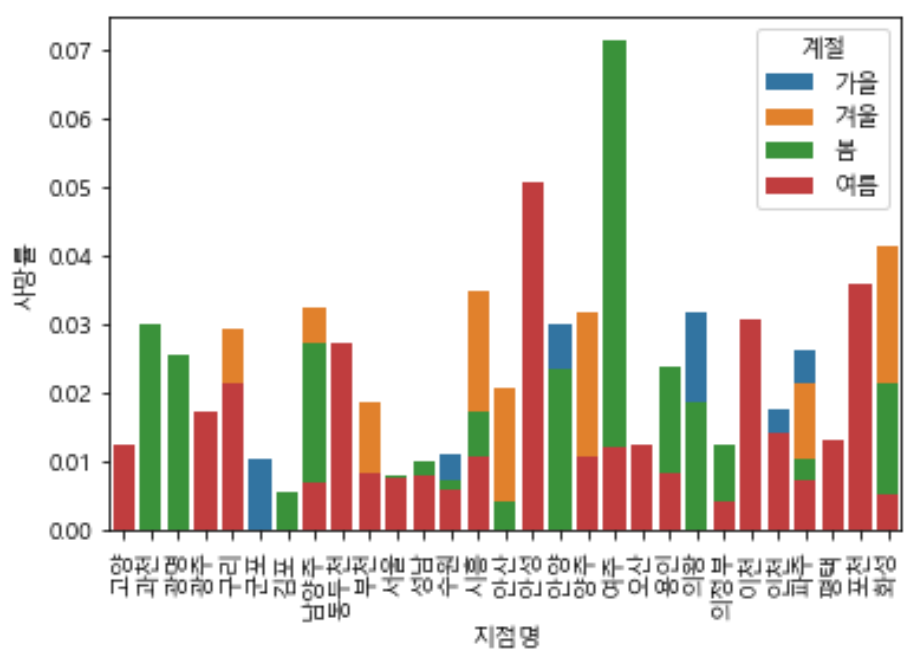 계절
가을
겨울
봄
여름
0.07
0.06
0.05
0.04
0.03
0.02
0.01
0.00
사망률
고양
과천
광명
광주
구리
군포
김포
남양주
동두천
부천
서울
성남
수원
시흥
안산
안성
안양
양주
여주
오산
용인
의왕
의정부
이천
인천
파주
평택
포천
화성
지점명